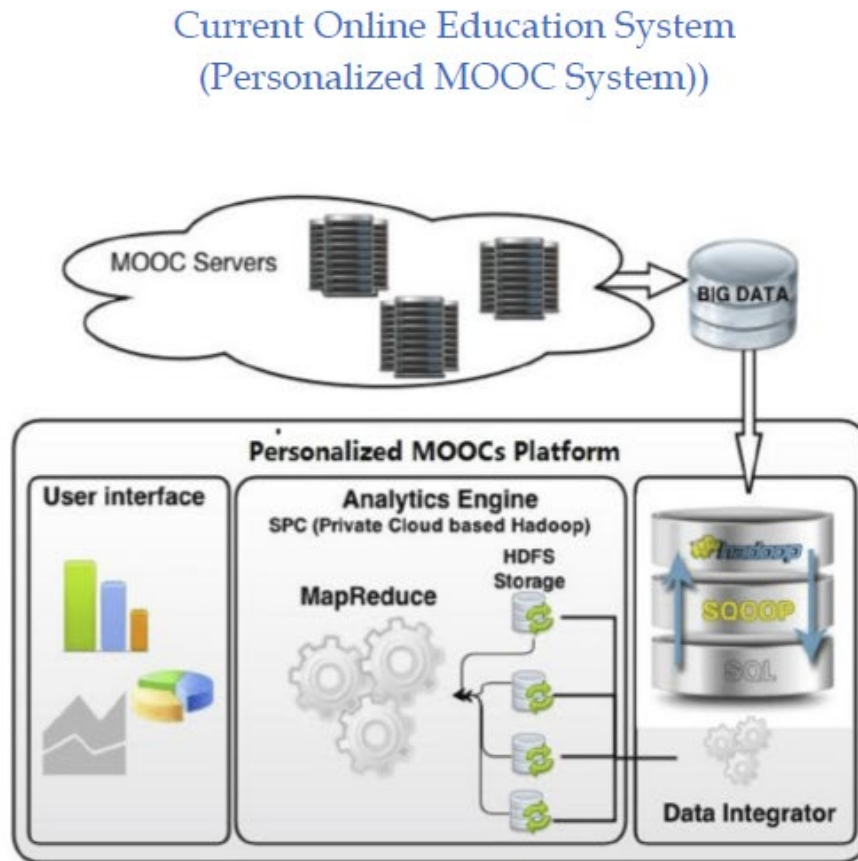 Current Online Education System
(Personalized MOOC System))
MOOC Servers
BIG DATA
Personalized MOOCs Platform
User interface
Analytics Engine
SPC (Private Cloud based Hadoop)
MapReduce
HDFS
Storage
hadoop
SQOOP
SQL
Data Integrator